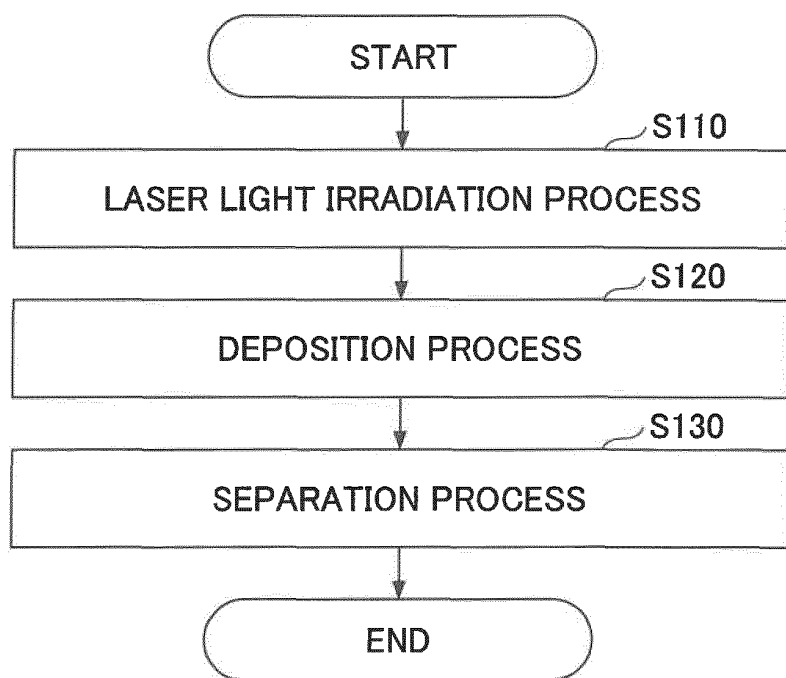 START
S110
LASER LIGHT IRRADIATION PROCESS
S120
DEPOSITION PROCESS
S130
SEPARATION PROCESS
END